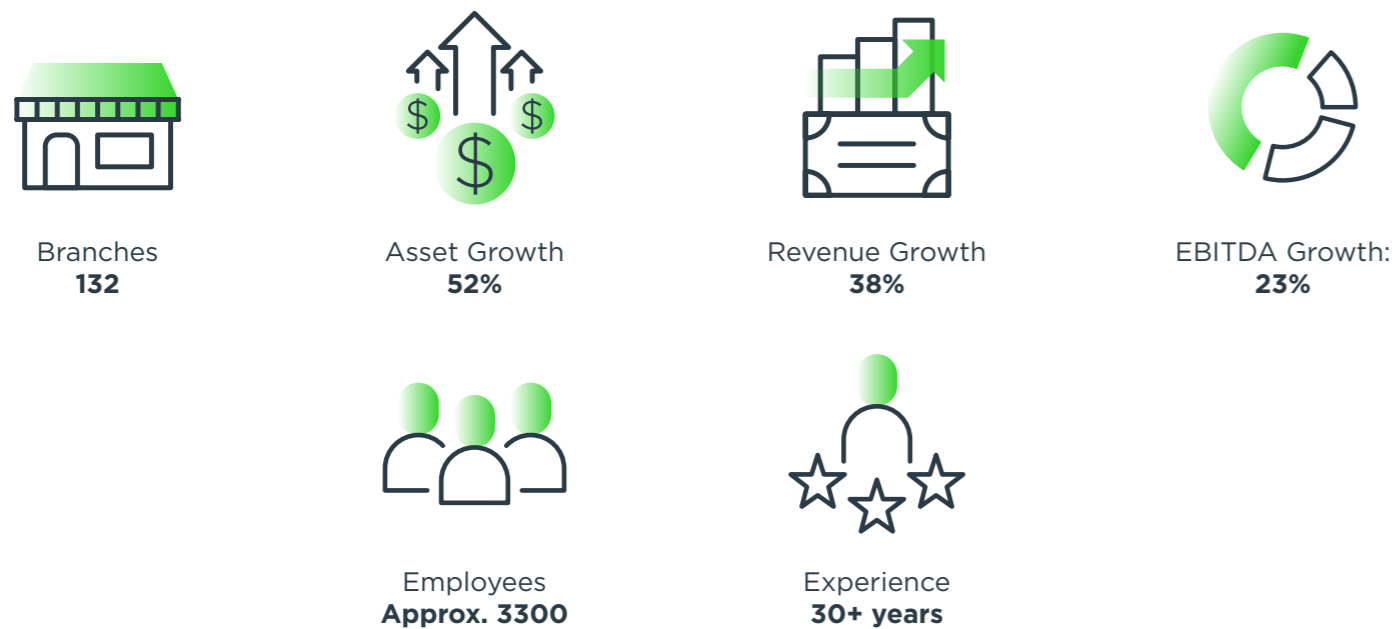 $ $ $
Branches
132
Asset Growth
52%
Revenue Growth
38%
EBITDA Growth:
23%
Employees
Approx. 3300
Experience
30+ years